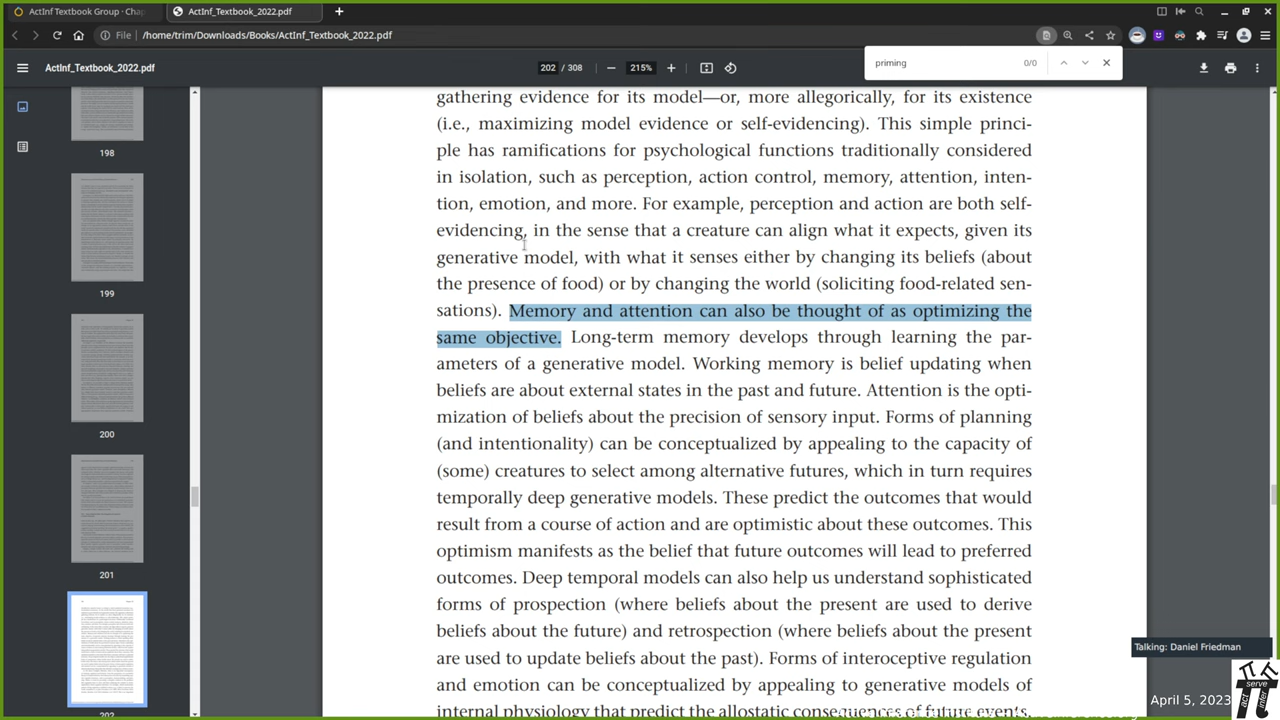 ActInf Textbook Group · Chap
ActInf_Textbook_2022.pdf
File
/home/trim/Downloads/Books/ActInf_Textbook_2022.pdf
ActInf_Textbook_2022.pdf
202 / 308
215%
priming
0/0
198
199
200
201
202
gathering evidence for its model—or, more allegorically, for its existence
(i.e., maximizing model evidence or self-evidencing). This simple princi-
ple has ramifications for psychological functions traditionally considered
in isolation, such as perception, action control, memory, attention, inten-
tion, emotion, and more. For example, perception and action are both self-
evidencing, in the sense that a creature can align what it expects, given its
generative model, with what it senses either by changing its beliefs (about
the presence of food) or by changing the world (soliciting food-related sen-
sations). Memory and attention can also be thought of as optimizing the
same objective. Long-term memory develops through learning the par-
ameters of a generative model. Working memory is belief updating when
beliefs are about external states in the past and future. Attention is the opti-
mization of beliefs about the precision of sensory input. Forms of planning
(and intentionality) can be conceptualized by appealing to the capacity of
(some) creatures to select among alternative futures, which in turn requires
temporally deep generative models. These predict the outcomes that would
result from a course of action and are optimistic about these outcomes. This
optimism manifests as the belief that future outcomes will lead to preferred
outcomes. Deep temporal models can also help us understand sophisticated
forms of prospection (where beliefs about the present are used to derive
beliefs about the future) and retrospection (where beliefs about the present
are used to derive beliefs about the past). Forms of interoceptive regulation
and emotion can be conceptualized by appealing to generative models of
internal physiology that predict the allostatic consequences of future events.
Talking: Daniel Friedman
April 5, 2023
serve
act
infer